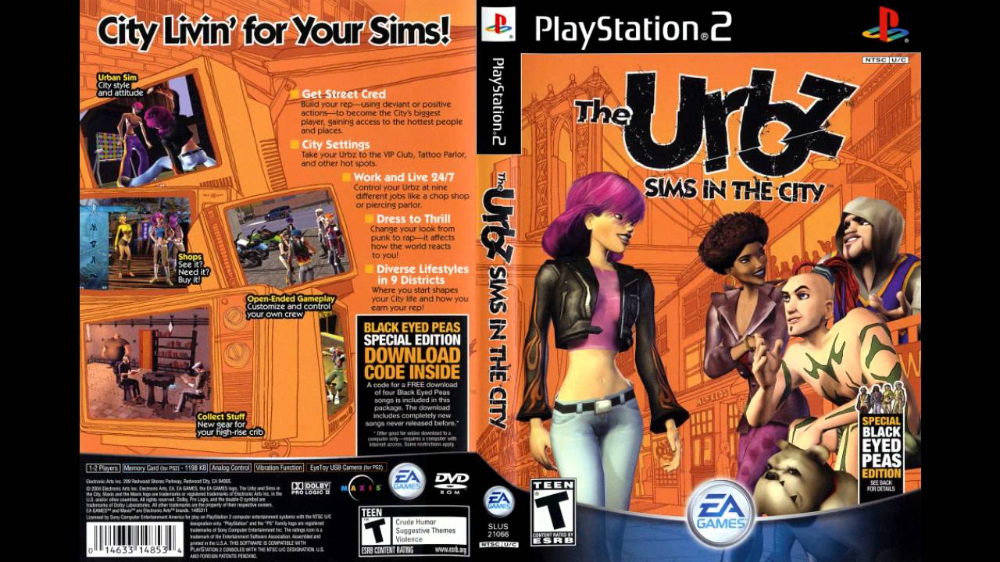 City Livin' for Your Sims!
Urban Sim
City style
and attitude
Get Street Cred
Build your rep—using deviant or positive
actions—to become the City's biggest
player, gaining access to the hottest people
and places.
City Settings
Take your Urbz to the VIP Club, Tattoo Parlor,
and other hot spots.
Work and Live 24/7
Control your Urbz at nine
different jobs like a chop shop
or piercing parlor.
Dress to Thrill
Change your look from
punk to rap—it affects
how the world reacts
to you!
Shops
See it?
Need it?
Buy it!
Diverse Lifestyles
in 9 Districts
Where you start shapes
your City life and how you
earn your rep!
Open-Ended Gameplay
Customize and control
your own crew
Collect Stuff
New gear for
your high-rise crib
BLACK EYED PEAS
SPECIAL EDITION
DOWNLOAD
CODE INSIDE
A code for a FREE download
of four Black Eyed Peas
songs is included in this
package. The download
includes completely new
songs never released before.*
* Offer good for online download to a
computer only—requires a computer with
internet access. Some restrictions apply.
1-2 Players
Memory Card (for PS2) - 1198 KB
Analog Control
Vibration Function
EyeToy USB Camera (for PS2)
Electronic Arts Inc. 209 Redwood Shores Parkway, Redwood City, CA 94065.
© 2004 Electronic Arts Inc. Electronic Arts, EA, EA GAMES, the EA GAMES logo, The Urbz and Sims in
the City, Maxis and the Maxis logo are trademarks or registered trademarks of Electronic Arts Inc. in the
U.S. and/or other countries. All rights reserved. Dolby, Pro Logic, and the double-D symbol are
trademarks of Dolby Laboratories. All other trademarks are the property of their respective owners.
EA GAMES™ and Maxis™ are Electronic Arts™ brands. 1485311
Licensed by Sony Computer Entertainment America for play on PlayStation 2 computer entertainment systems with the NTSC U/C
designation only. "PlayStation" and the "PS" Family logo are registered
trademarks of Sony Computer Entertainment Inc. The ratings icon is a
trademark of the Entertainment Software Association. Assembled and
printed in the U.S.A. THIS SOFTWARE IS COMPATIBLE WITH
PLAYSTATION 2 CONSOLES WITH THE NTSC U/C DESIGNATION. U.S.
AND FOREIGN PATENTS PENDING.
DOLBY
PRO LOGIC II
MAXIS
EA
GAMES
DVD
ROM
0 14633 14853 4
TEEN
T
Crude Humor
Suggestive Themes
Violence
ESRB CONTENT RATING
www.esrb.org
PlayStation®2
The Urbz SIMS IN THE CITY
EA
GAMES
SLUS
21066
NTSC U/C
PlayStation®2
NTSC U/C
The Urbz™
SIMS IN THE CITY™
SPECIAL
BLACK
EYED
PEAS
EDITION
SEE BACK
FOR DETAILS
TEEN
T
CONTENT RATED BY
ESRB
EA
GAMES™